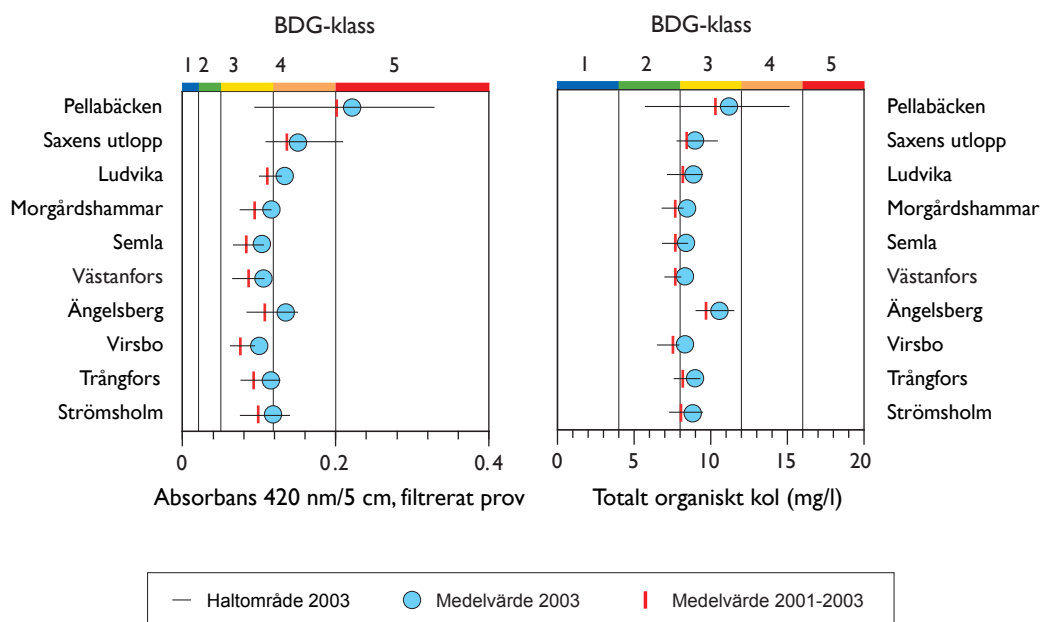 BDG-klass
1 2 3 4 5
Pellabäcken
Saxens utlopp
Ludvika
Morgårdshammar
Semla
Västanfors
Ängelsberg
Virsbo
Trångfors
Strömsholm
0 0.2 0.4
Absorbans 420 nm/5 cm, filtrerat prov
BDG-klass
1 2 3 4 5
Pellabäcken
Saxens utlopp
Ludvika
Morgårdshammar
Semla
Västanfors
Ängelsberg
Virsbo
Trångfors
Strömsholm
0 5 10 15 20
Totalt organiskt kol (mg/l)
Haltområde 2003 Medelvärde 2003 Medelvärde 2001-2003